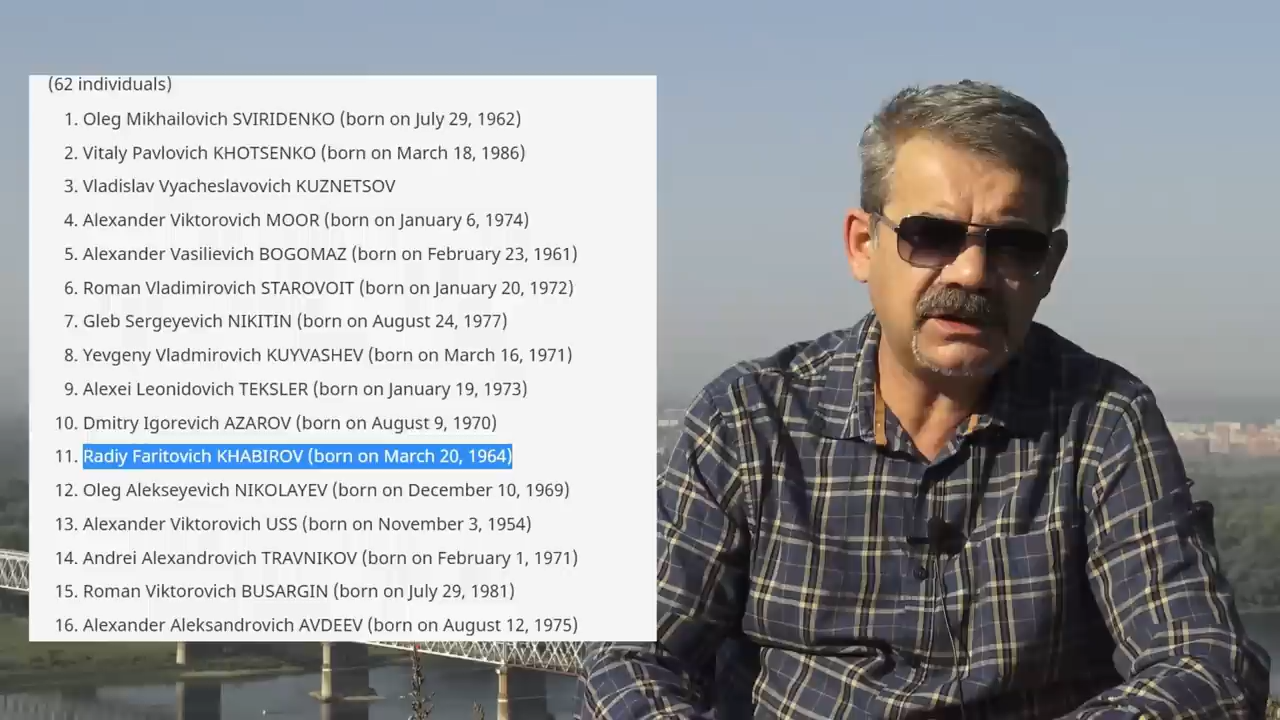 (62 individuals)
1. Oleg Mikhailovich SVIRIDENKO (born on July 29, 1962)
2. Vitaly Pavlovich KHOTSENKO (born on March 18, 1986)
3. Vladislav Vyacheslavovich KUZNETSOV
4. Alexander Viktorovich MOOR (born on January 6, 1974)
5. Alexander Vasilievich BOGOMAZ (born on February 23, 1961)
6. Roman Vladimirovich STAROVOIT (born on January 20, 1972)
7. Gleb Sergeyevich NIKITIN (born on August 24, 1977)
8. Yevgeny Vladmirovich KUYVASHEV (born on March 16, 1971)
9. Alexei Leonidovich TEKSLER (born on January 19, 1973)
10. Dmitry Igorevich AZAROV (born on August 9, 1970)
11. Radiy Faritovich KHABIROV (born on March 20, 1964)
12. Oleg Alekseyevich NIKOLAYEV (born on December 10, 1969)
13. Alexander Viktorovich USS (born on November 3, 1954)
14. Andrei Alexandrovich TRAVNIKOV (born on February 1, 1971)
15. Roman Viktorovich BUSARGIN (born on July 29, 1981)
16. Alexander Aleksandrovich AVDEEV (born on August 12, 1975)